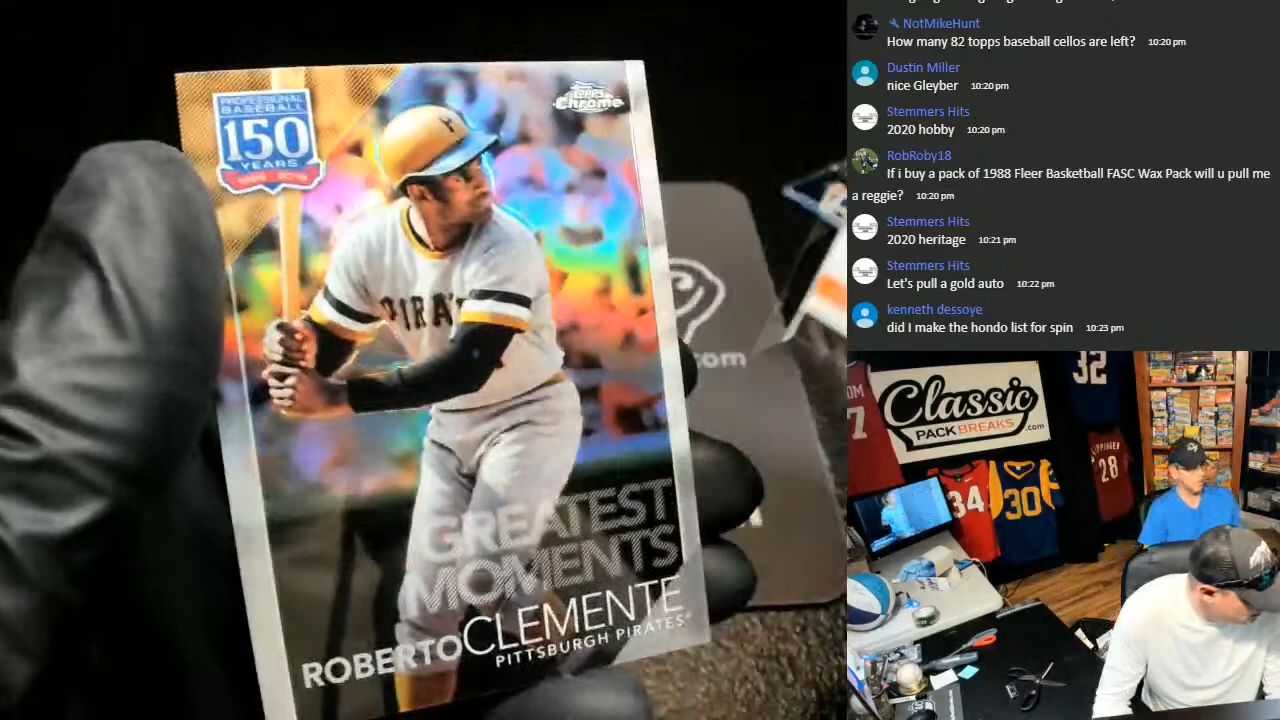 PROFESSIONAL
BASEBALL
150
YEARS
Topps
Chrome
PIRA
GREATEST
MOMENTS
ROBERTO CLEMENTE
PITTSBURGH PIRATES
.com
NotMikeHunt
How many 82 topps baseball cellos are left? 10:20 pm
Dustin Miller
nice Gleyber 10:20 pm
Stemmers Hits
2020 hobby 10:20 pm
RobRoby18
If i buy a pack of 1988 Fleer Basketball FASC Wax Pack will u pull me
a reggie? 10:20 pm
Stemmers Hits
2020 heritage 10:21 pm
Stemmers Hits
Let's pull a gold auto 10:22 pm
kenneth dessoye
did I make the hondo list for spin 10:23 pm
32
7
Classic
PACK BREAKS.com
28
34
30